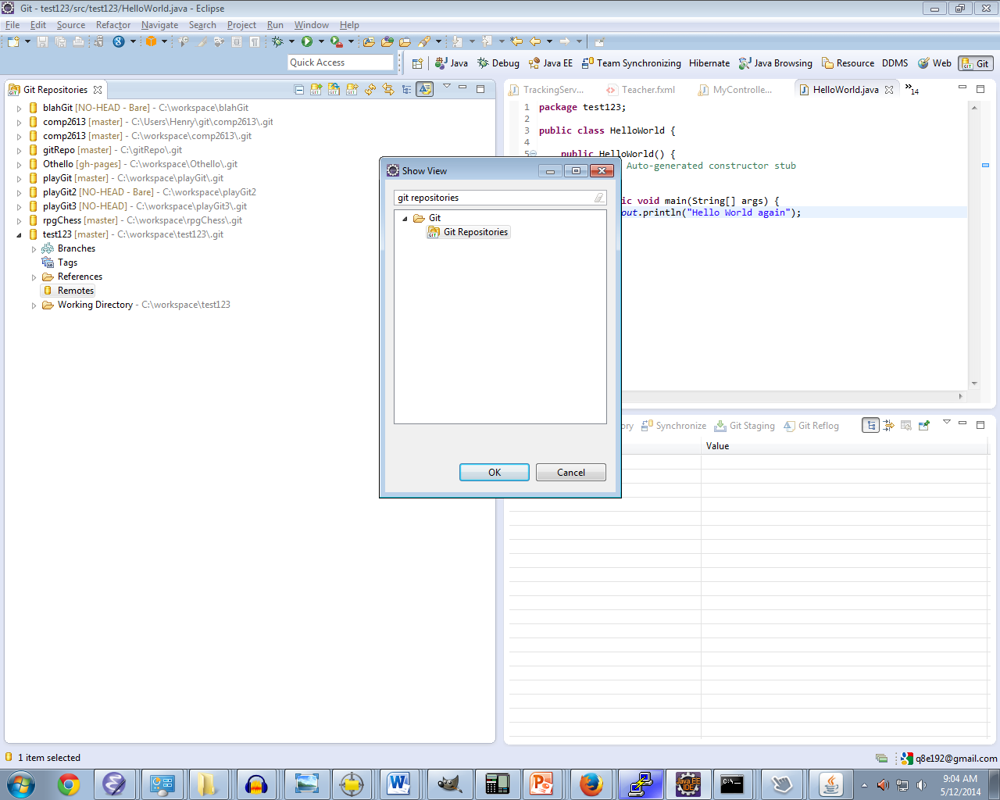 Git - test123/src/test123/HelloWorld.java - Eclipse
File Edit Source Refactor Navigate Search Project Run Window Help
Quick Access
Java Debug Java EE Team Synchronizing Hibernate Java Browsing Resource DDMS Web Git
Git Repositories
blahGit [NO-HEAD - Bare] - C:\workspace\blahGit
comp2613 [master] - C:\Users\Henry\git\comp2613\.git
comp2613 [master] - C:\workspace\comp2613\.git
gitRepo [master] - C:\gitRepo\.git
Othello [gh-pages] - C:\workspace\Othello\.git
playGit [master] - C:\workspace\playGit\.git
playGit2 [NO-HEAD - Bare] - C:\workspace\playGit2
playGit3 [NO-HEAD] - C:\workspace\playGit3\.git
rpgChess [master] - C:\workspace\rpgChess\.git
test123 [master] - C:\workspace\test123\.git
Branches
Tags
References
Remotes
Working Directory - C:\workspace\test123
TrackingServ... Teacher.fxml MyControlle... HelloWorld.java »14
1 package test123;
2
3 public class HelloWorld {
4
5 public HelloWorld() {
Auto-generated constructor stub
ic void main(String[] args) {
out.println("Hello World again");
Show View
git repositories
Git
Git Repositories
OK Cancel
ory Synchronize Git Staging Git Reflog
Value
1 item selected
q8e192@gmail.com
9:04 AM
5/12/2014